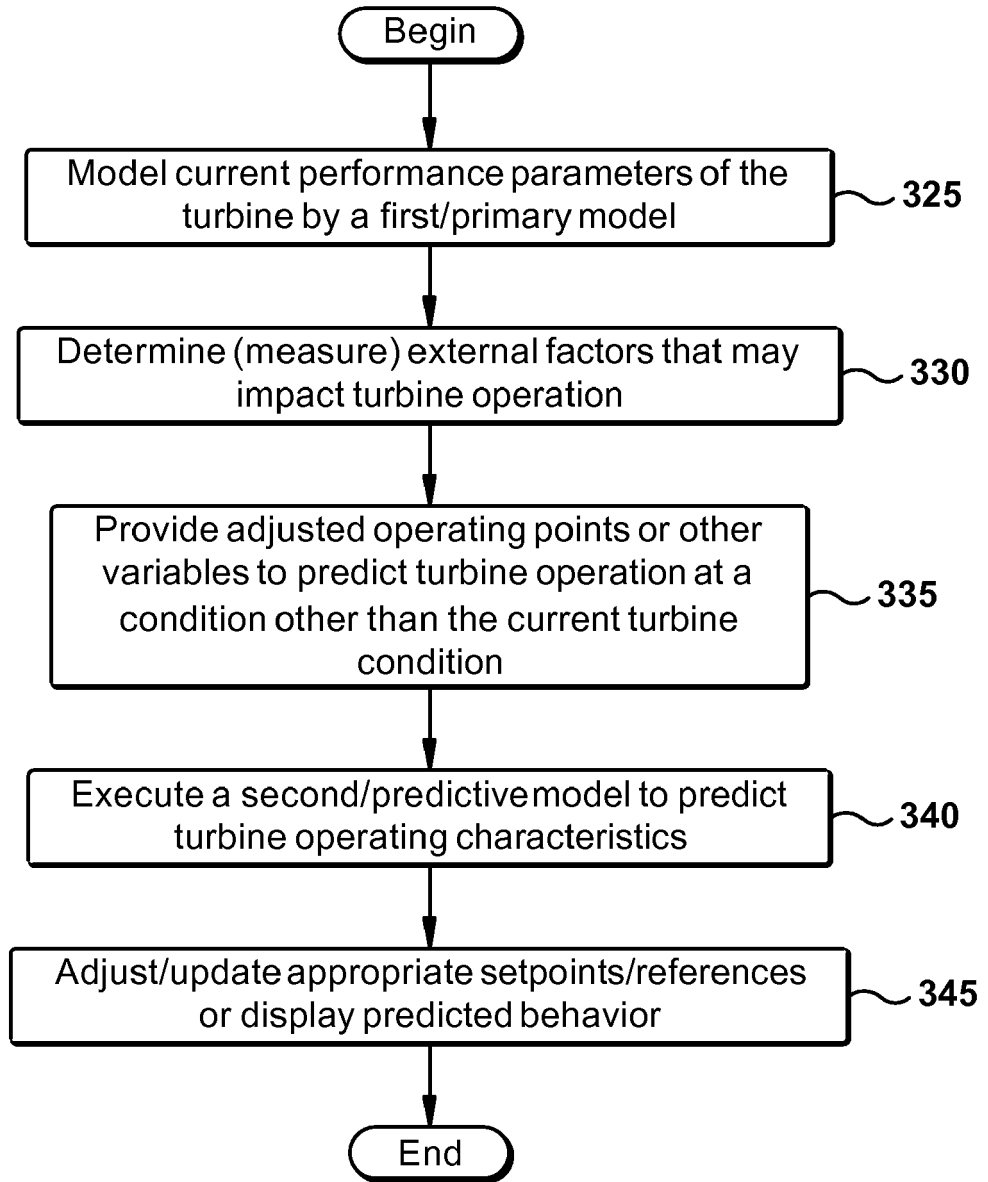 Begin
Model current performance parameters of the
turbine by a first/primary model
325
Determine (measure) external factors that may
impact turbine operation
330
Provide adjusted operating points or other
variables to predict turbine operation at a
condition other than the current turbine
condition
335
Execute a second/predictive model to predict
turbine operating characteristics
340
Adjust/update appropriate setpoints/references
or display predicted behavior
345
End